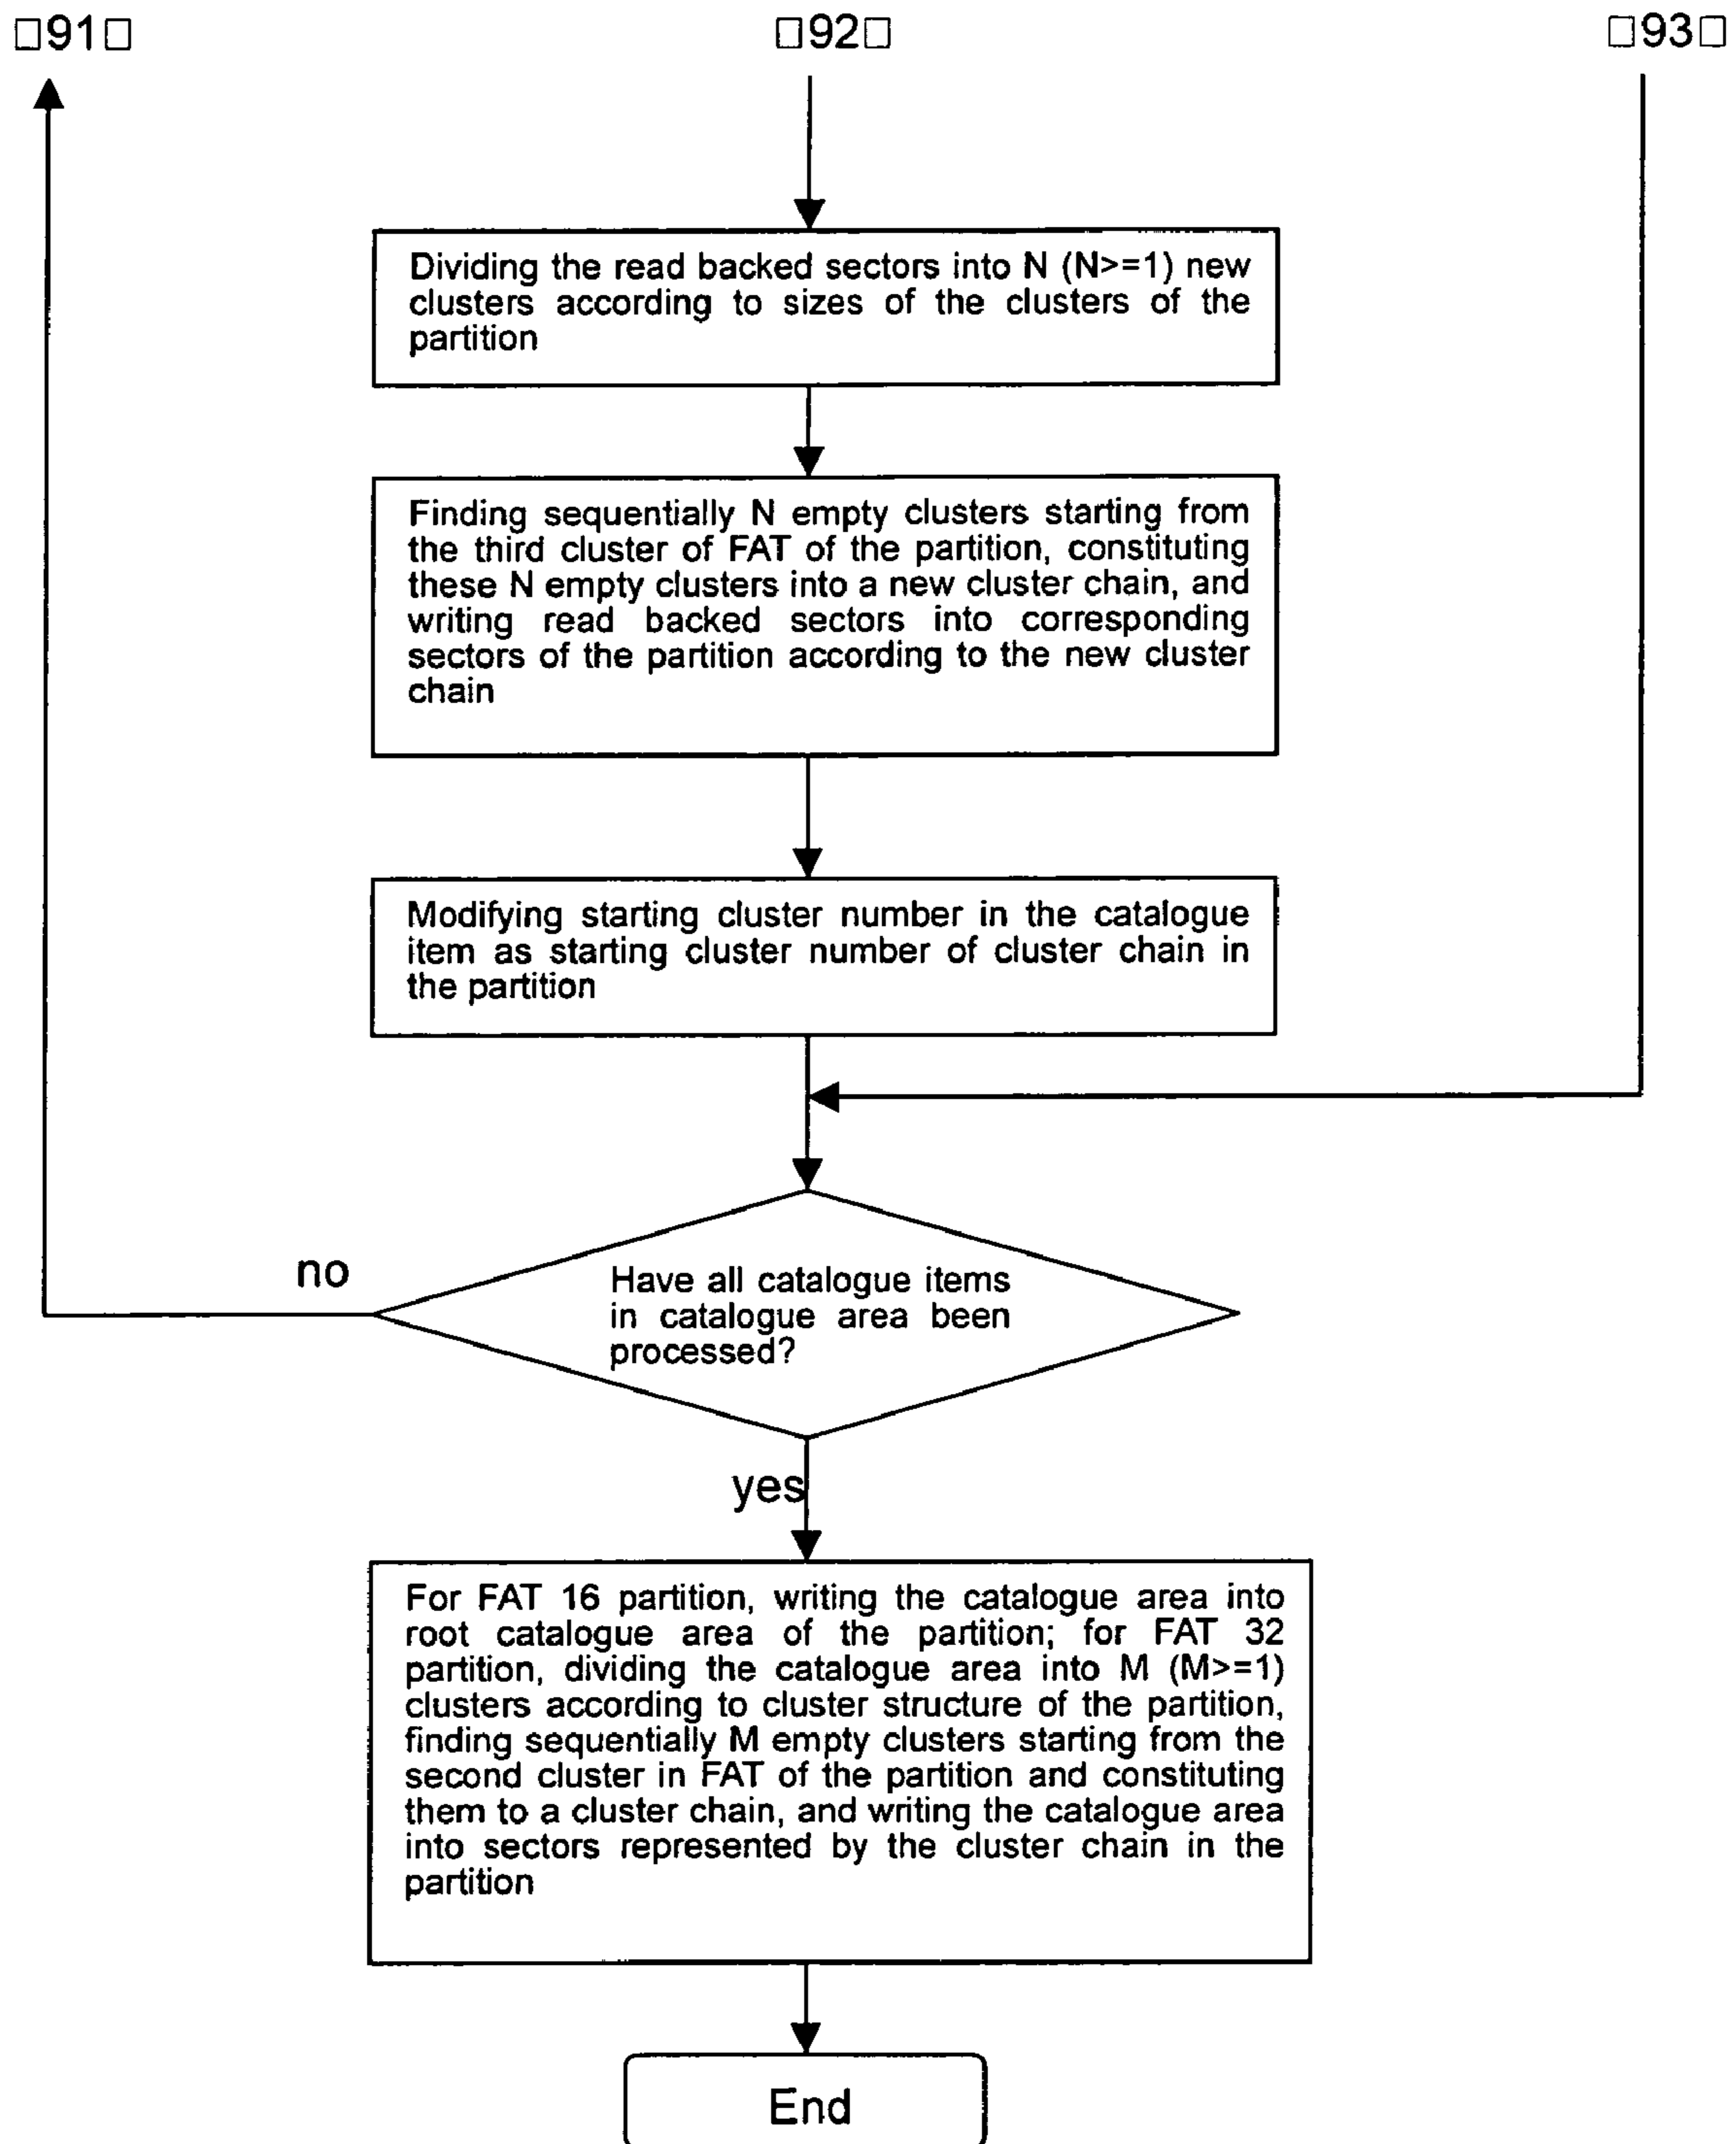 □91□
□92□
□93□
Dividing the read backed sectors into N (N>=1) new
clusters according to sizes of the clusters of the
partition
Finding sequentially N empty clusters starting from
the third cluster of FAT of the partition, constituting
these N empty clusters into a new cluster chain, and
writing read backed sectors into corresponding
sectors of the partition according to the new cluster
chain
Modifying starting cluster number in the catalogue
item as starting cluster number of cluster chain in
the partition
no
Have all catalogue items
in catalogue area been
processed?
yes
For FAT 16 partition, writing the catalogue area into
root catalogue area of the partition; for FAT 32
partition, dividing the catalogue area into M (M>=1)
clusters according to cluster structure of the partition,
finding sequentially M empty clusters starting from the
second cluster in FAT of the partition and constituting
them to a cluster chain, and writing the catalogue area
into sectors represented by the cluster chain in the
partition
End